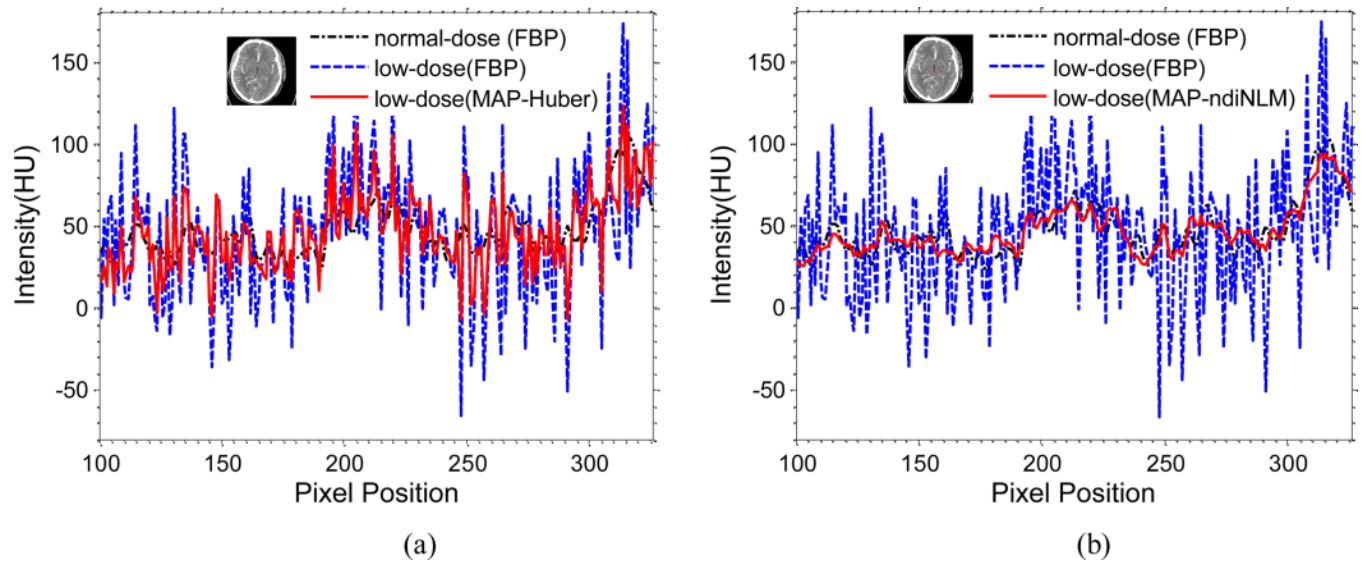 normal-dose (FBP)
low-dose(FBP)
low-dose(MAP-Huber)
Intensity(HU)
150
100
50
0
-50
100
150
200
250
300
Pixel Position
(a)
normal-dose (FBP)
low-dose(FBP)
low-dose(MAP-ndiNLM)
Intensity(HU)
150
100
50
0
-50
100
150
200
250
300
Pixel Position
(b)